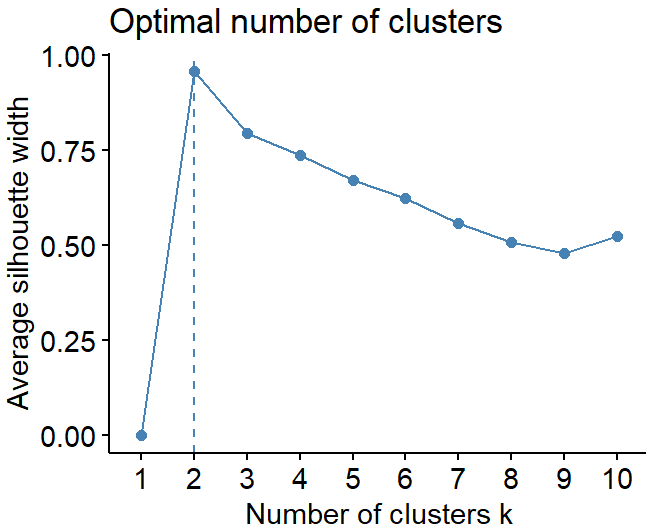 Optimal number of clusters
1.00
0.75
0.50
0.25
0.00
Average silhouette width
1 2 3 4 5 6 7 8 9 10
Number of clusters k